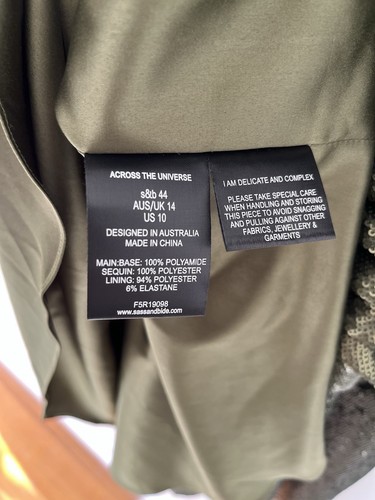 ACROSS THE UNIVERSE
s&b 44
AUS/UK 14
US 10
DESIGNED IN AUSTRALIA
MADE IN CHINA
MAIN:BASE: 100% POLYAMIDE
SEQUIN: 100% POLYESTER
LINING: 94% POLYESTER
6% ELASTANE
F5R19098
www.sassandbide.com
I AM DELICATE AND COMPLEX
PLEASE TAKE SPECIAL CARE
WHEN HANDLING AND STORING
THIS PIECE TO AVOID SNAGGING
AND PULLING AGAINST OTHER
FABRICS, JEWELLERY &
GARMENTS